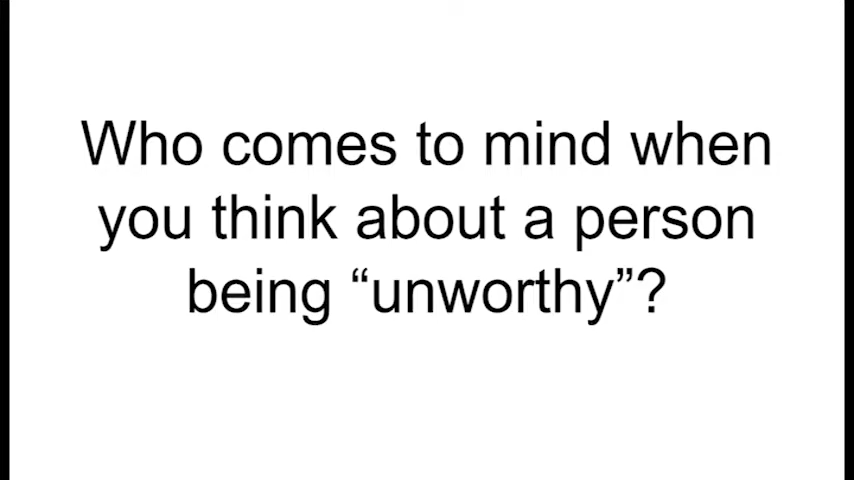 Who comes to mind when
you think about a person
being “unworthy”?